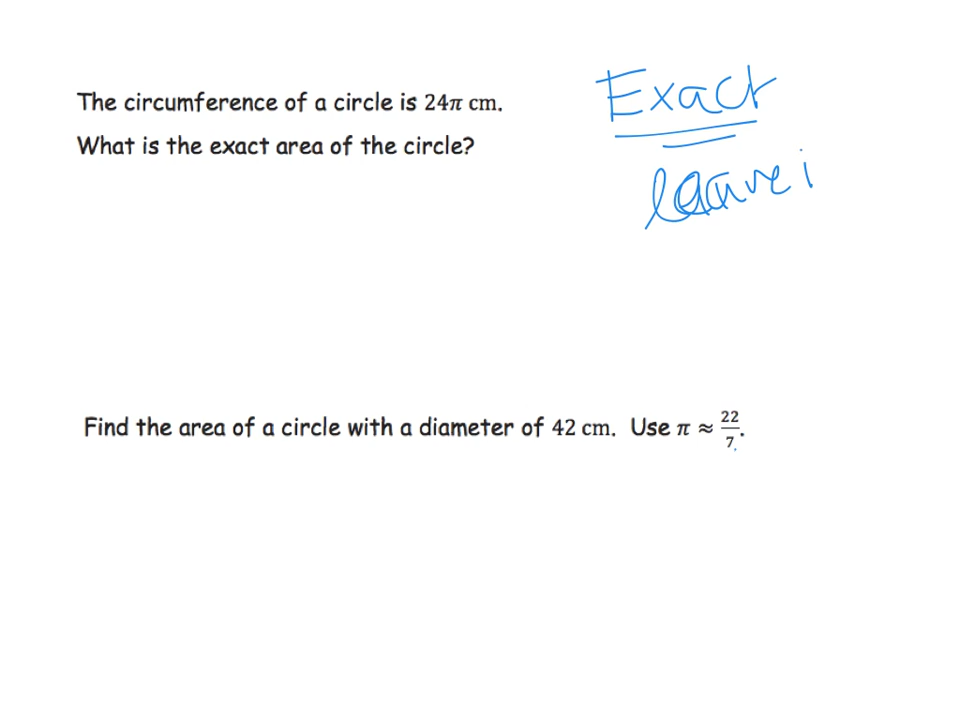 The circumference of a circle is 24π cm.
What is the exact area of the circle?
Exact
leave i
Find the area of a circle with a diameter of 42 cm. Use π ≈ 22/7.